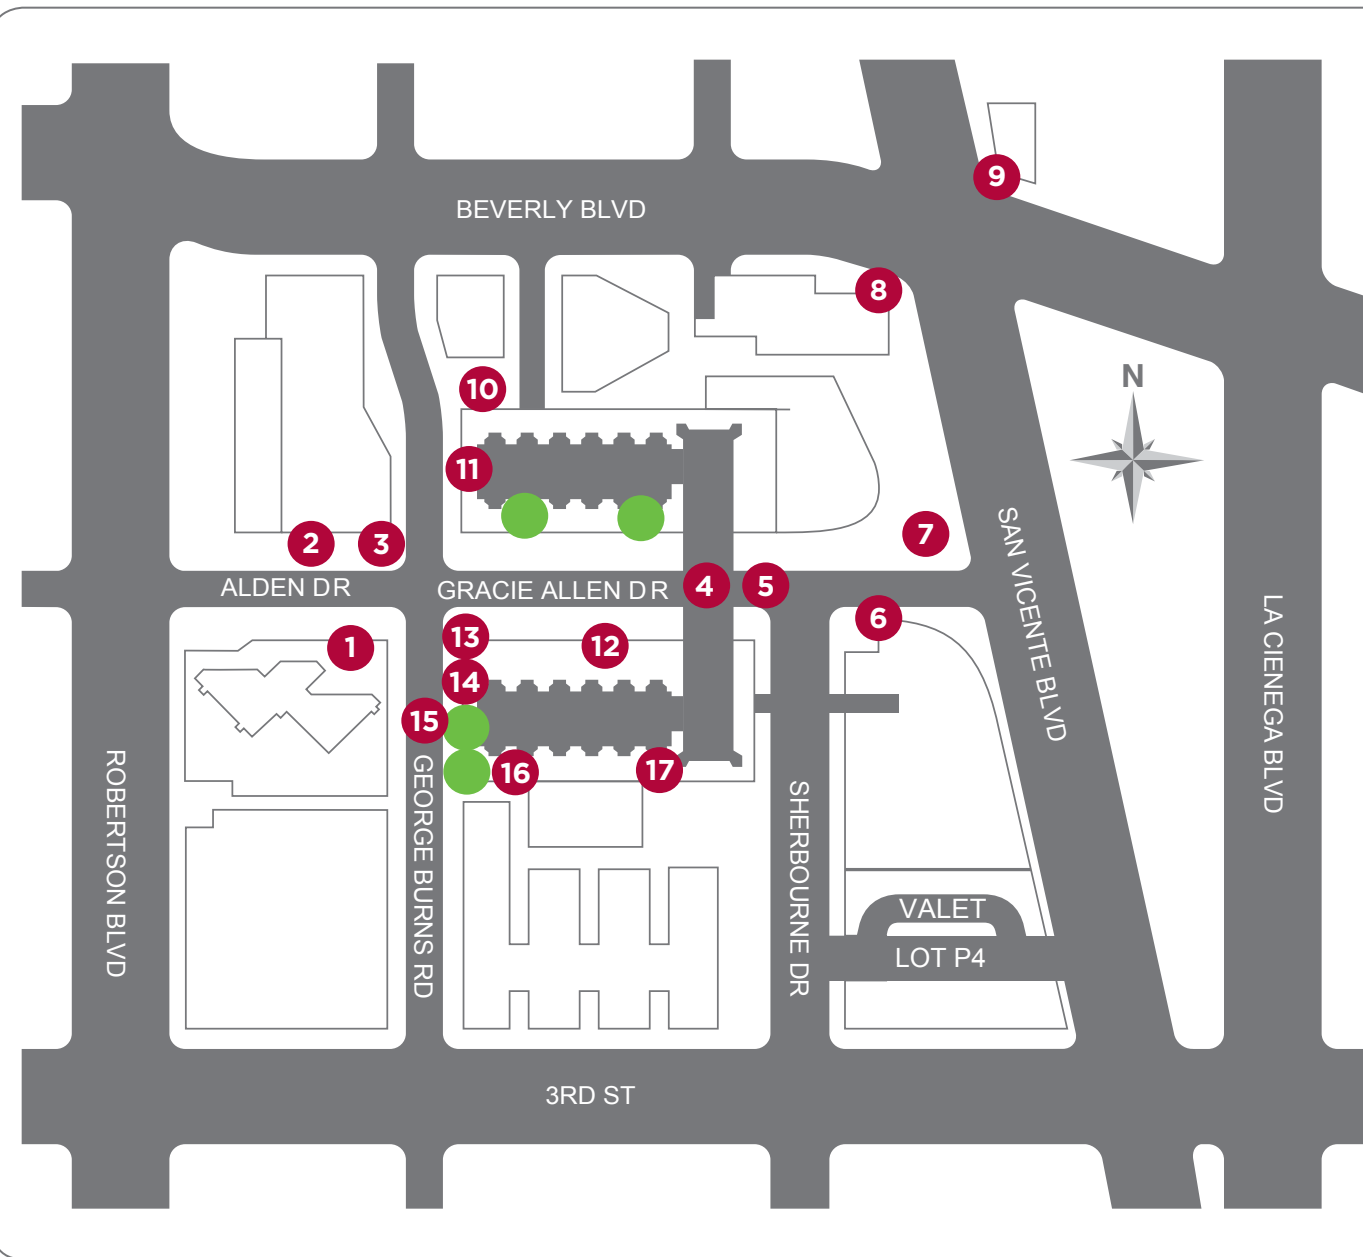 9
BEVERLY BLVD
8
N
10
11
7
2
3
SAN VICENTE BLVD
ALDEN DR
GRACIE ALLEN DR
4
5
6
LA CIENEGA BLVD
13
12
1
14
15
ROBERTSON BLVD
GEORGE BURNS RD
16
17
SHERBOURNE DR
VALET
LOT P4
3RD ST